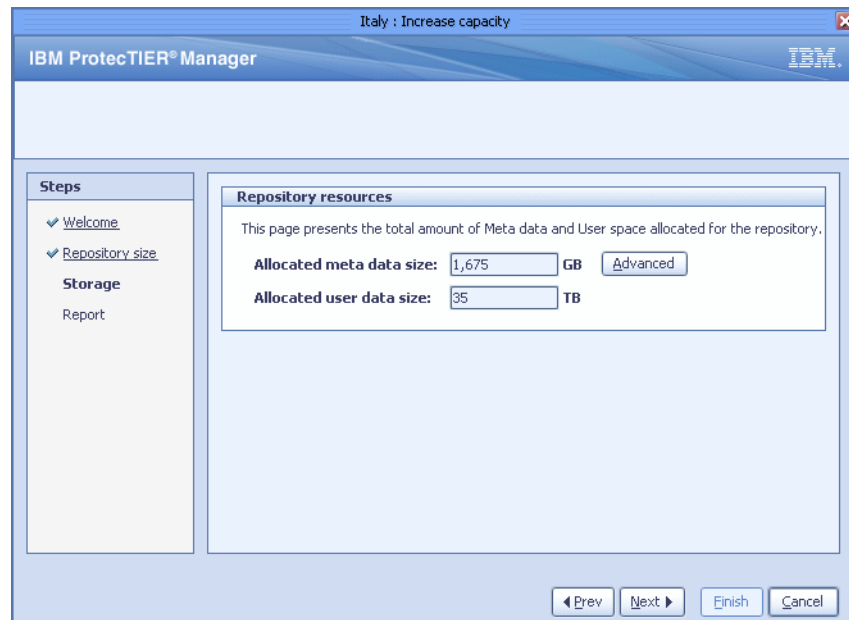 Italy : Increase capacity
IBM ProtecTIER® Manager
IBM.
Steps
Welcome
Repository size
Storage
Report
Repository resources
This page presents the total amount of Meta data and User space allocated for the repository.
Allocated meta data size: 1,675 GB Advanced
Allocated user data size: 35 TB
Prev Next Finish Cancel